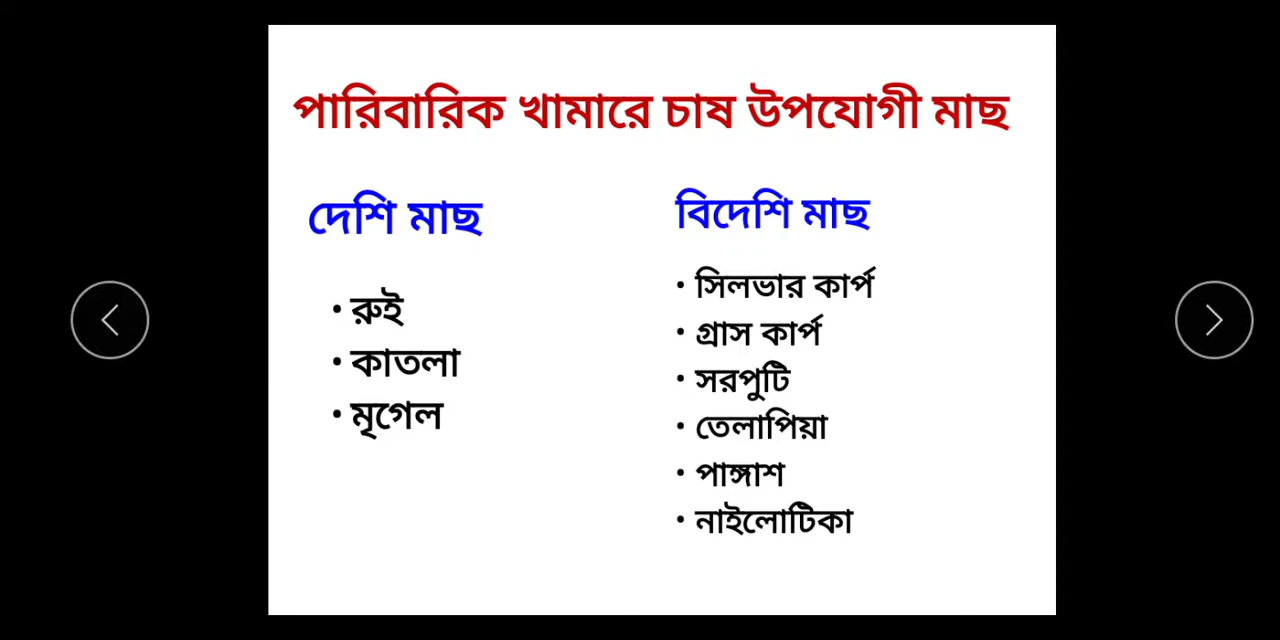 পারিবারিক খামারে চাষ উপযোগী মাছ
দেশি মাছ
• রুই
• কাতলা
• মৃগেল
বিদেশি মাছ
• সিলভার কার্প
• গ্রাস কার্প
• সরপুটি
• তেলাপিয়া
• পাঙ্গাশ
• নাইলোটিকা